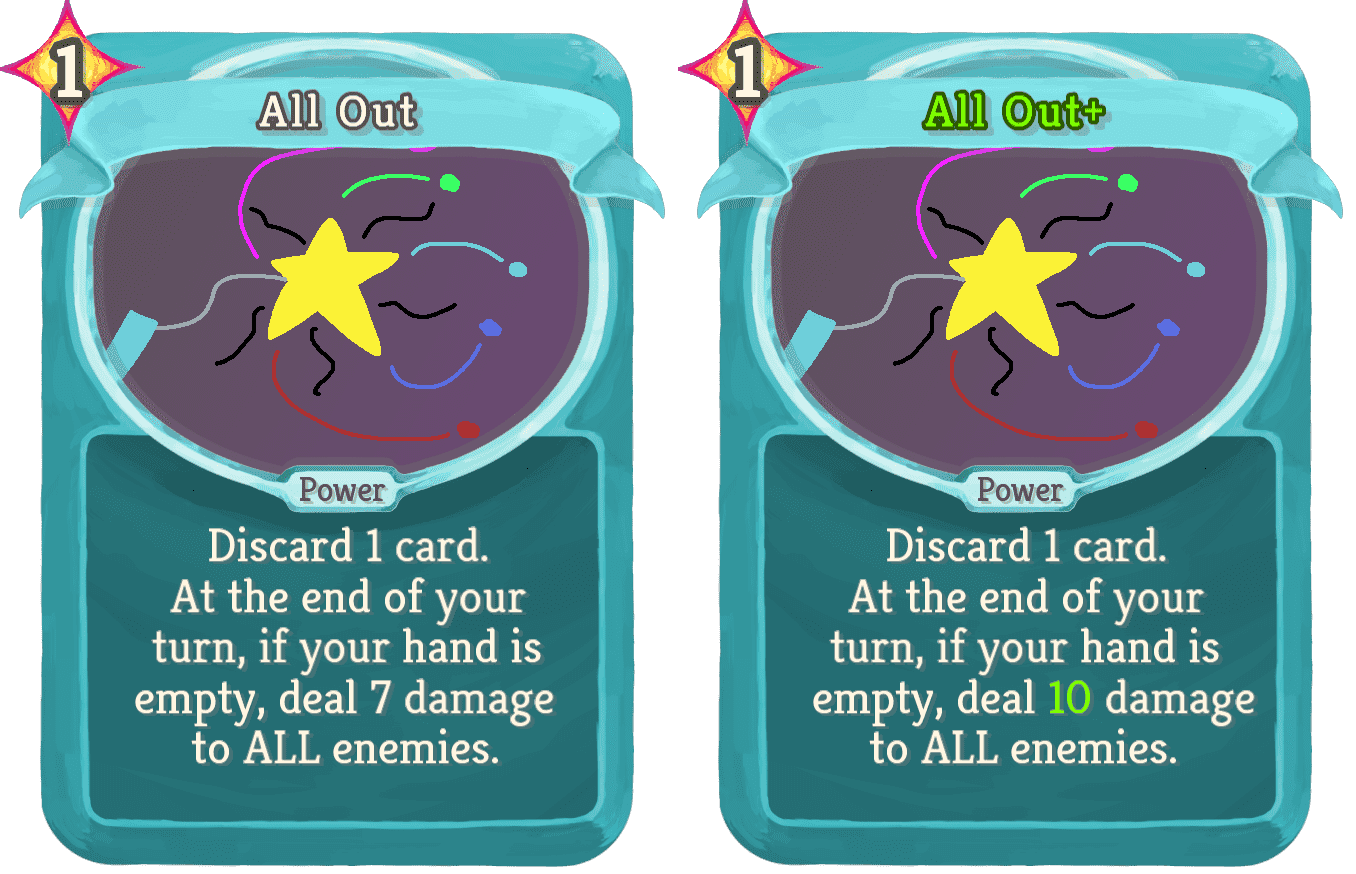 1
All Out
Power
Discard 1 card.
At the end of your
turn, if your hand is
empty, deal 7 damage
to ALL enemies.
1
All Out+
Power
Discard 1 card.
At the end of your
turn, if your hand is
empty, deal 10 damage
to ALL enemies.